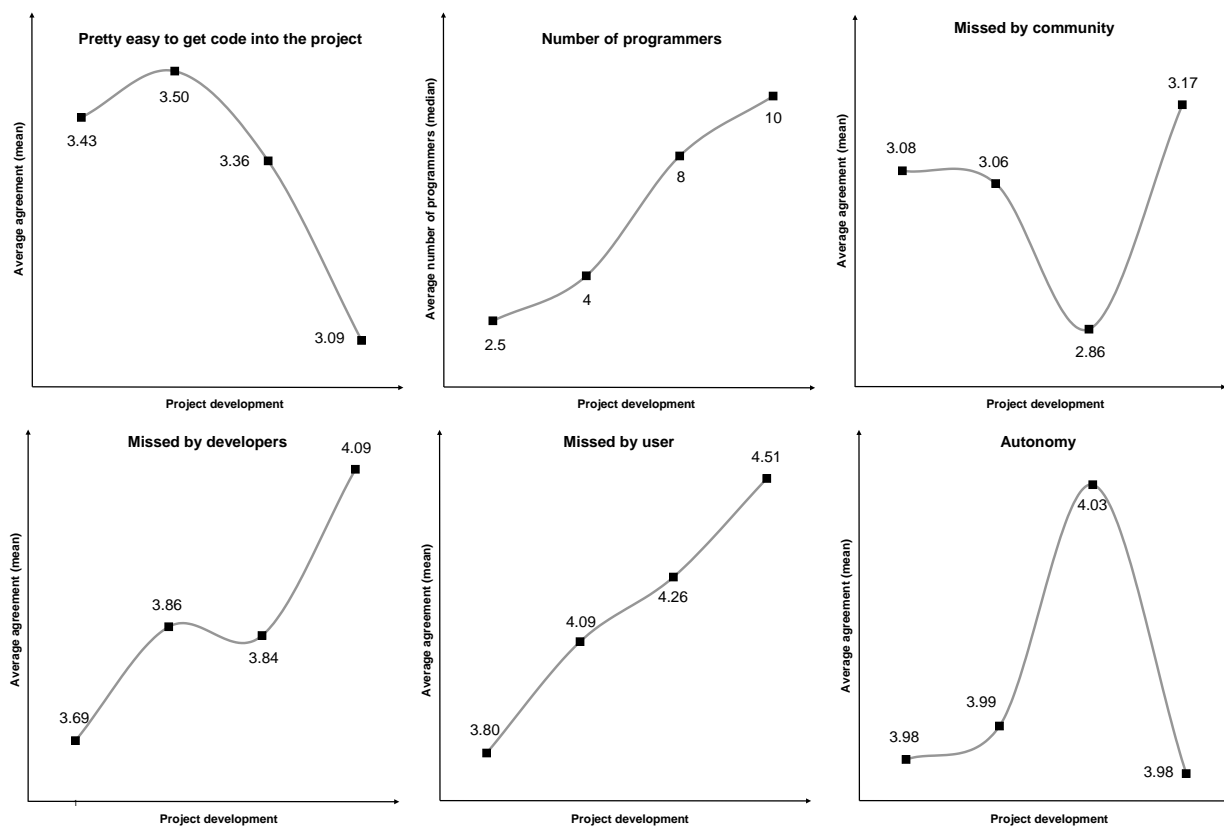 Pretty easy to get code into the project
Average agreement (mean)
3.43
3.50
3.36
3.09
Project development
Number of programmers
Average number of programmers (median)
2.5
4
8
10
Project development
Missed by community
Average agreement (mean)
3.08
3.06
2.86
3.17
Project development
Missed by developers
Average agreement (mean)
3.69
3.86
3.84
4.09
Project development
Missed by user
Average agreement (mean)
3.80
4.09
4.26
4.51
Project development
Autonomy
Average agreement (mean)
3.98
3.99
4.03
3.98
Project development